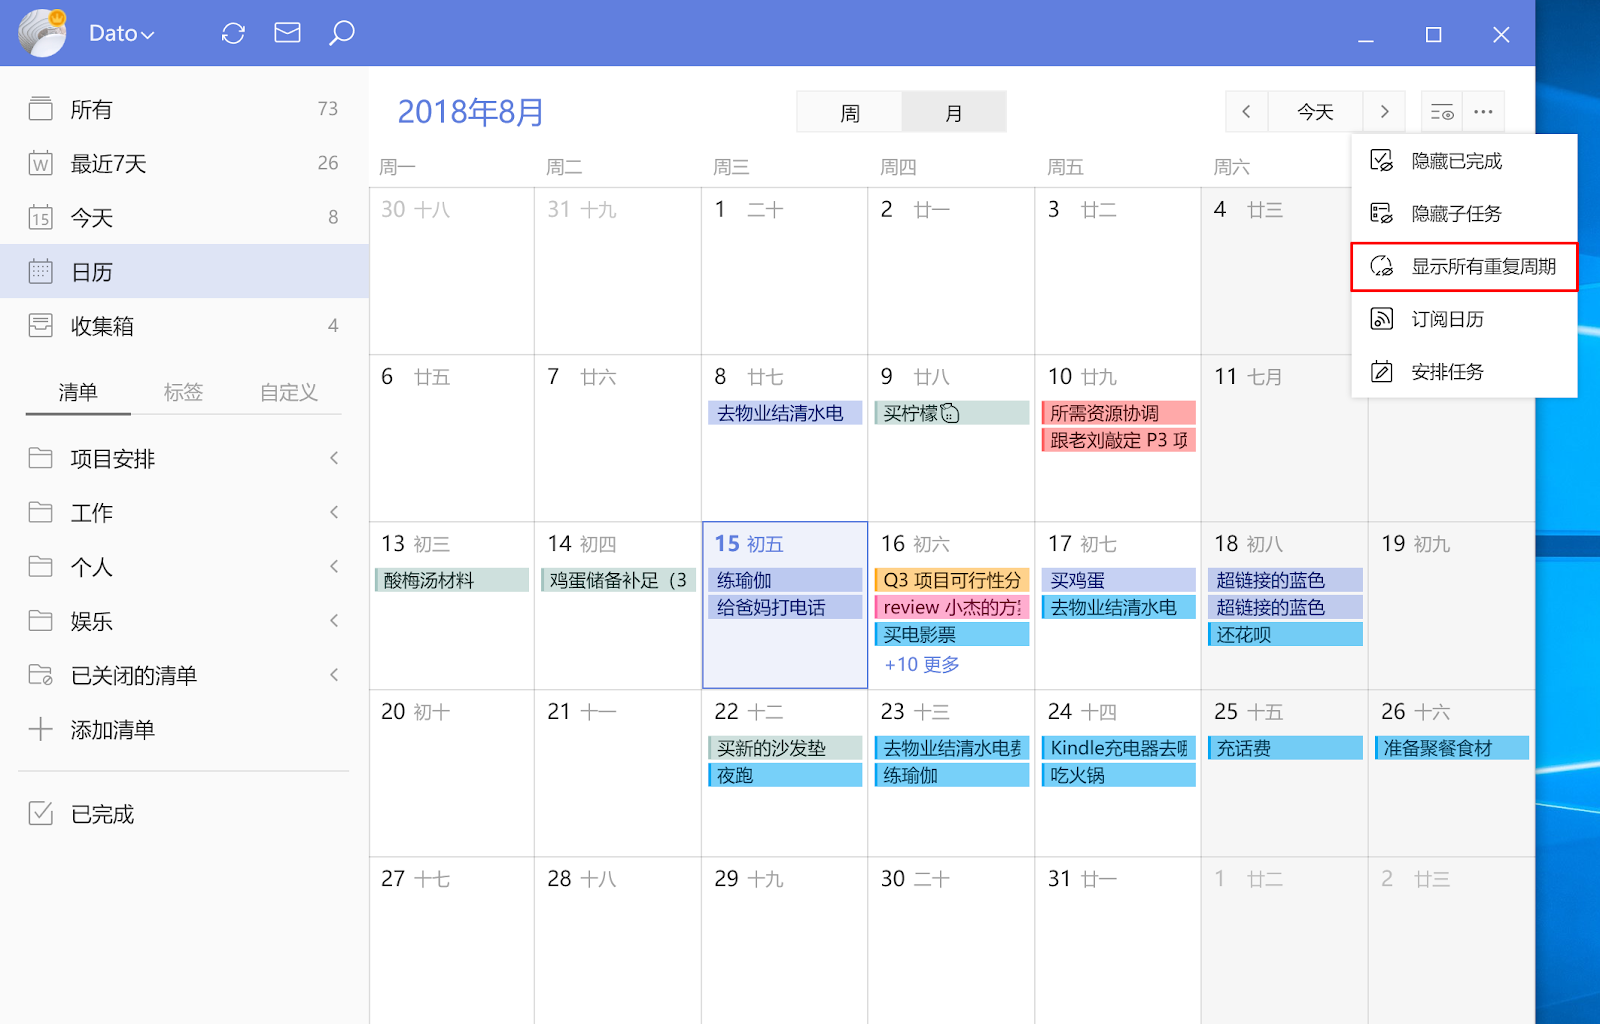 Dato
所有 73
最近7天 26
今天 8
日历
收集箱 4
清单 标签 自定义
项目安排
工作
个人
娱乐
已关闭的清单
添加清单
已完成
2018年8月
周 月
今天
隐藏已完成
隐藏子任务
显示所有重复周期
订阅日历
安排任务
周一 周二 周三 周四 周五 周六
30 十八 31 十九 1 二十 2 廿一 3 廿二 4 廿三
6 廿五 7 廿六 8 廿七 9 廿八 10 廿九 11 七月
去物业结清水电 买柠檬 所需资源协调
跟老刘敲定 P3 项
13 初三 14 初四 15 初五 16 初六 17 初七 18 初八 19 初九
酸梅汤材料 鸡蛋储备补足（3 练瑜伽 Q3 项目可行性分 买鸡蛋 超链接的蓝色
给爸妈打电话 review 小杰的方 去物业结清水电 超链接的蓝色
买电影票 还花呗
+10 更多
20 初十 21 十一 22 十二 23 十三 24 十四 25 十五 26 十六
买新的沙发垫 去物业结清水电费 Kindle充电器去哪 充话费 准备聚餐食材
夜跑 练瑜伽 吃火锅
27 十七 28 十八 29 十九 30 二十 31 廿一 1 廿二 2 廿三
W
15